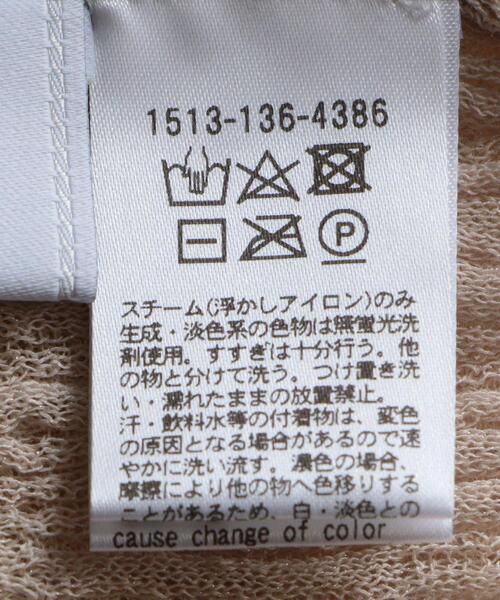 1513-136-4386
P
スチーム(浮かしアイロン)のみ
生成・淡色系の色物は無蛍光洗
剤使用。すすぎは十分行う。他
の物と分けて洗う。つけ置き洗
い・濡れたままの放置禁止。
汗・飲料水等の付着物は、変色
の原因となる場合があるので速
やかに洗い流す。濃色の場合、
摩擦により他の物へ色移りする
ことがあるため、白・淡色との
cause change of color